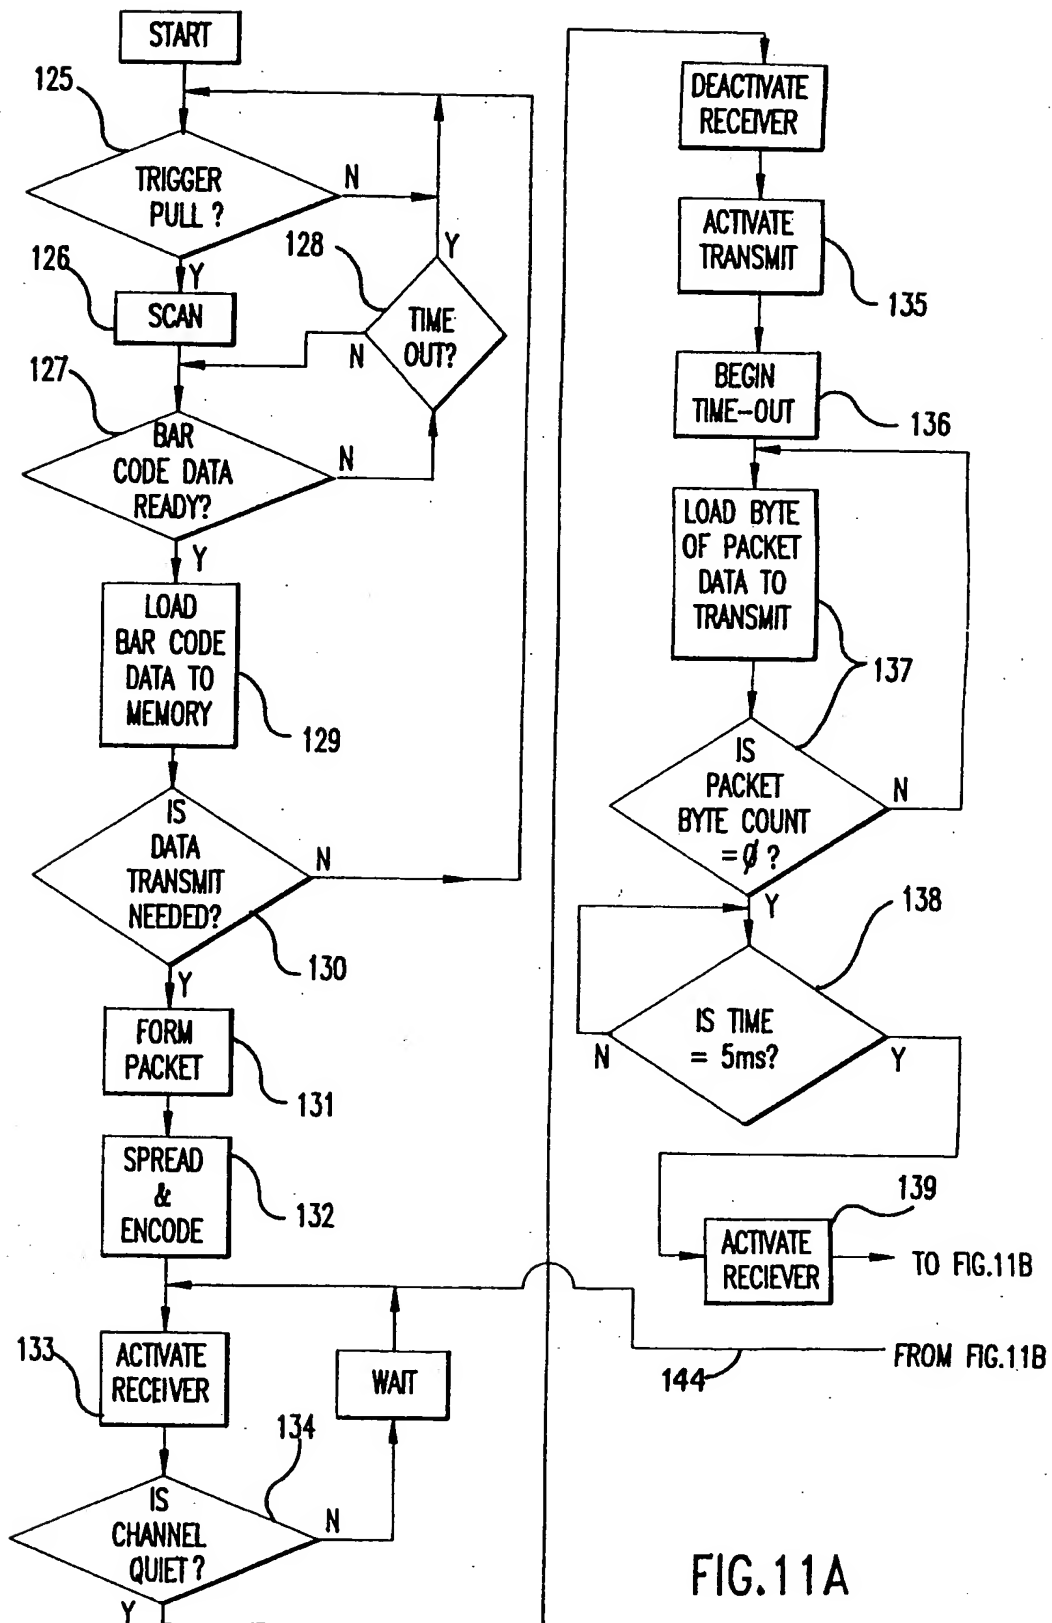 START
125
TRIGGER
PULL ?
N
Y
126
SCAN
128
TIME
OUT?
Y
N
127
BAR
CODE DATA
READY?
N
Y
LOAD
BAR CODE
DATA TO
MEMORY
129
IS
DATA
TRANSMIT
NEEDED?
N
130
Y
FORM
PACKET
131
SPREAD
&
ENCODE
132
133
ACTIVATE
RECEIVER
WAIT
134
IS
CHANNEL
QUIET ?
N
Y
DEACTIVATE
RECEIVER
ACTIVATE
TRANSMIT
135
BEGIN
TIME-OUT
136
LOAD BYTE
OF PACKET
DATA TO
TRANSMIT
137
IS
PACKET
BYTE COUNT
= Ø ?
N
Y
138
IS TIME
= 5ms?
N
Y
139
ACTIVATE
RECIEVER
TO FIG.11B
144
FROM FIG.11B
FIG.11A